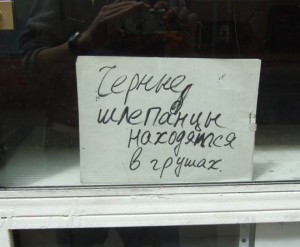 Черные
шлепанцы
находятся
в грушах.